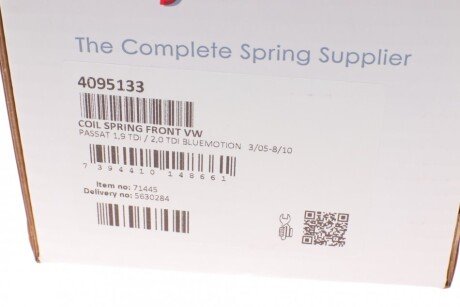 The Complete Spring Supplier
4095133
COIL SPRING FRONT VW
PASSAT 1,9 TDI / 2,0 TDI BLUEMOTION 3/05-8/10
7 394410 148661
Item no: 71445
Delivery no: 5630284